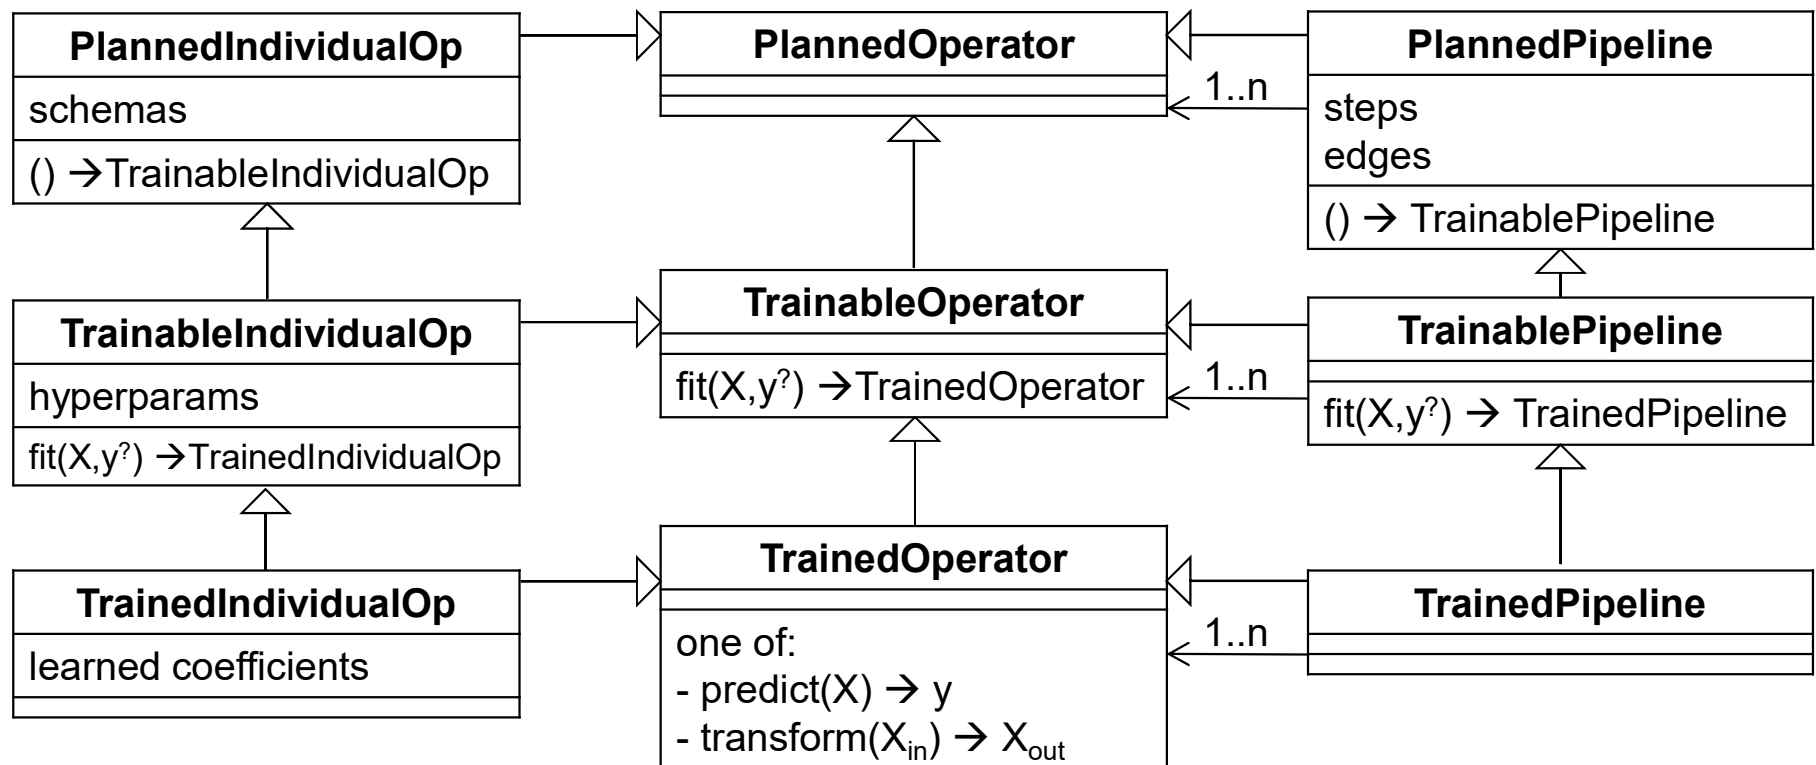 PlannedIndividualOp
schemas
() →TrainableIndividualOp
PlannedOperator
1..n
PlannedPipeline
steps
edges
() → TrainablePipeline
TrainableIndividualOp
hyperparams
fit(X,y?) →TrainedIndividualOp
TrainableOperator
fit(X,y?) →TrainedOperator
1..n
TrainablePipeline
fit(X,y?) → TrainedPipeline
TrainedIndividualOp
learned coefficients
TrainedOperator
one of:
- predict(X) → y
- transform(Xin) → Xout
1..n
TrainedPipeline